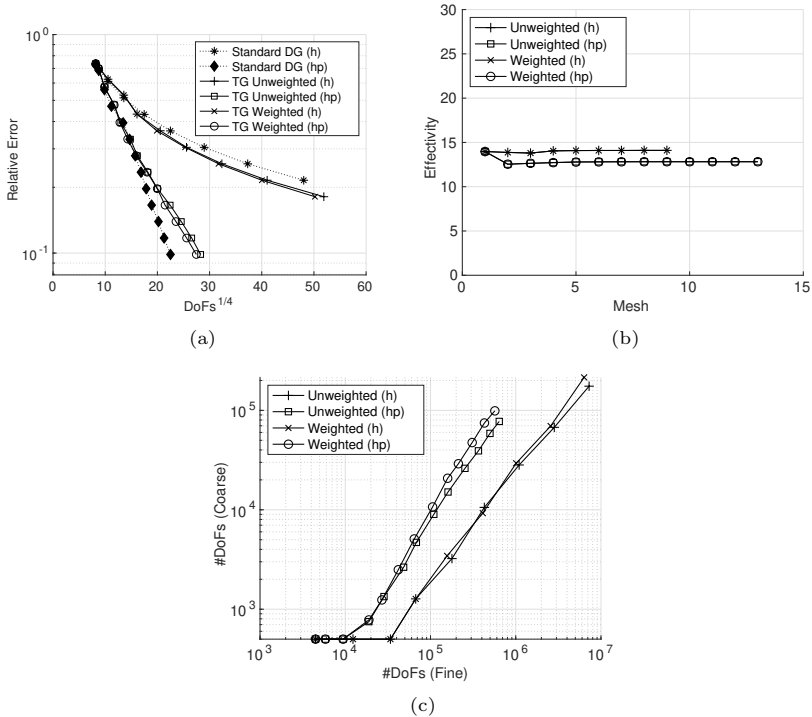 10^0
10^-1
Relative Error
Standard DG (h)
Standard DG (hp)
TG Unweighted (h)
TG Unweighted (hp)
TG Weighted (h)
TG Weighted (hp)
0 10 20 30 40 50 60
DoFs^1/4
(a)
30
25
20
15
10
5
0
Effectivity
Unweighted (h)
Unweighted (hp)
Weighted (h)
Weighted (hp)
0 5 10 15
Mesh
(b)
10^5
10^4
10^3
#DoFs (Coarse)
Unweighted (h)
Unweighted (hp)
Weighted (h)
Weighted (hp)
10^3 10^4 10^5 10^6 10^7
#DoFs (Fine)
(c)